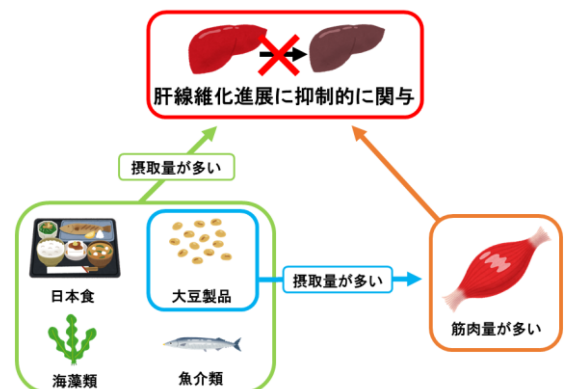 肝線維化進展に抑制的に関与
摂取量が多い
日本食
大豆製品
摂取量が多い
海藻類
魚介類
筋肉量が多い